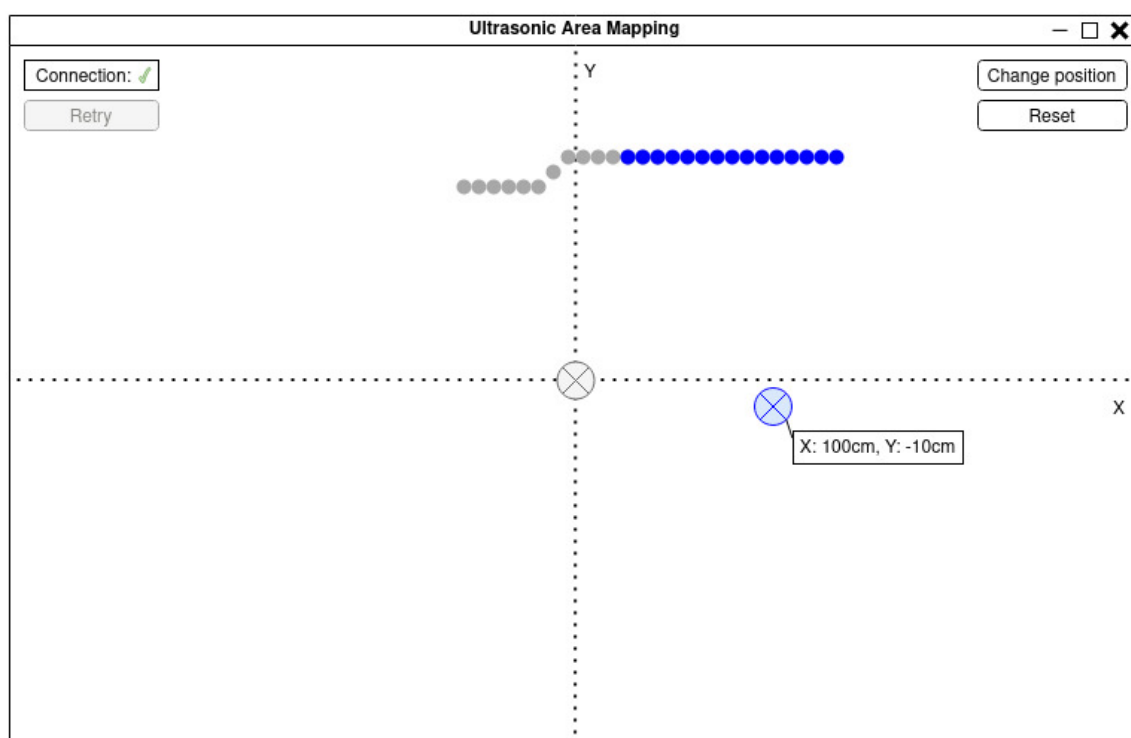 Ultrasonic Area Mapping
Connection:
Y
Change position
Retry
Reset
X
X: 100cm, Y: -10cm